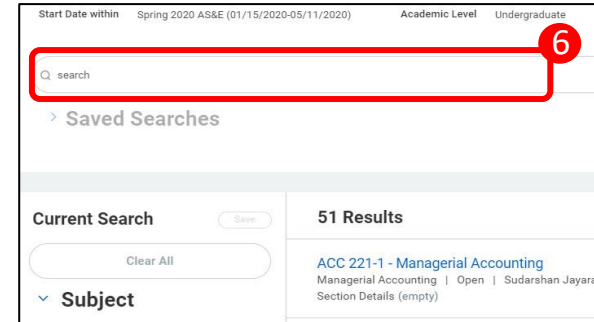 Start Date within Spring 2020 AS&E (01/15/2020-05/11/2020) Academic Level Undergraduate
6
search
Saved Searches
Current Search Save 51 Results
Clear All
ACC 221-1 - Managerial Accounting
Managerial Accounting | Open | Sudarshan Jayara
Section Details (empty)
Subject